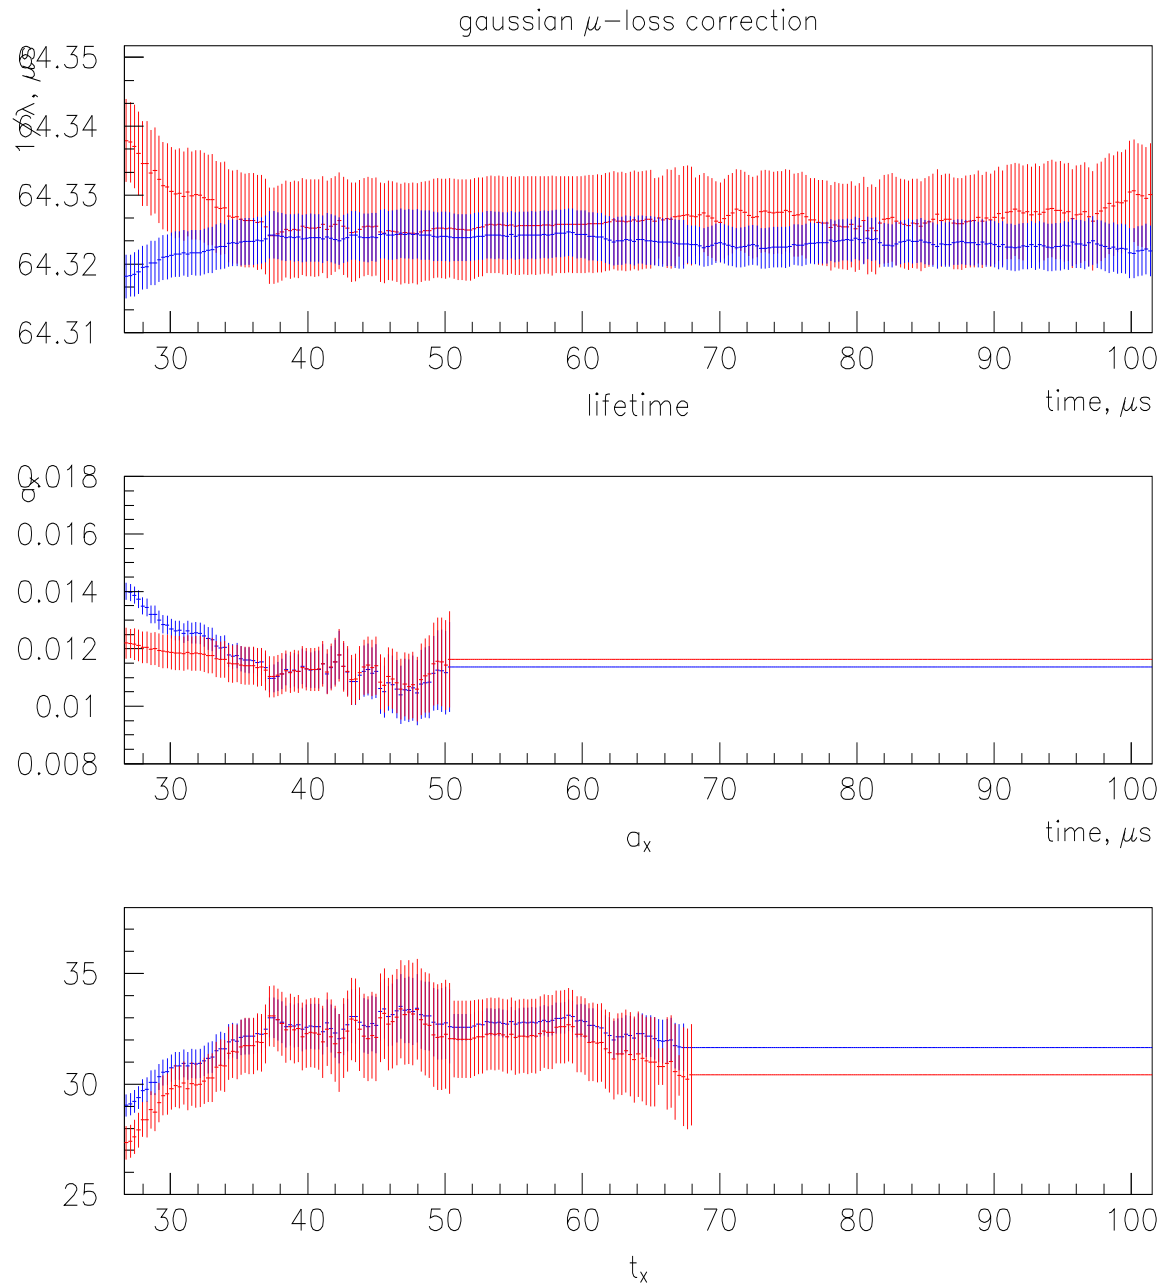 gaussian μ−loss correction
1/λ, μs
64.35
64.34
64.33
64.32
64.31
30 40 50 60 70 80 90 100
lifetime
time, μs
aₓ
0.018
0.016
0.014
0.012
0.01
0.008
30 40 50 60 70 80 90 100
aₓ
time, μs
35
30
25
30 40 50 60 70 80 90 100
tₓ